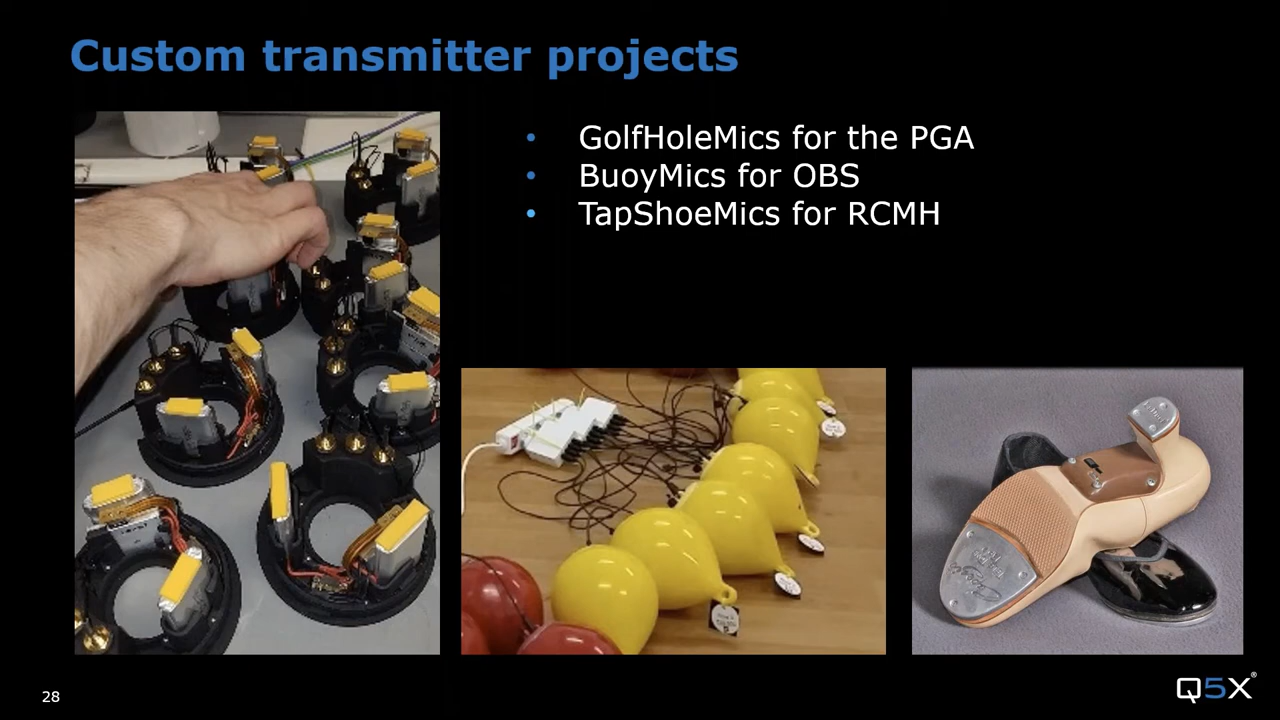 Custom transmitter projects
• GolfHoleMics for the PGA
• BuoyMics for OBS
• TapShoeMics for RCMH
28
Q5X®